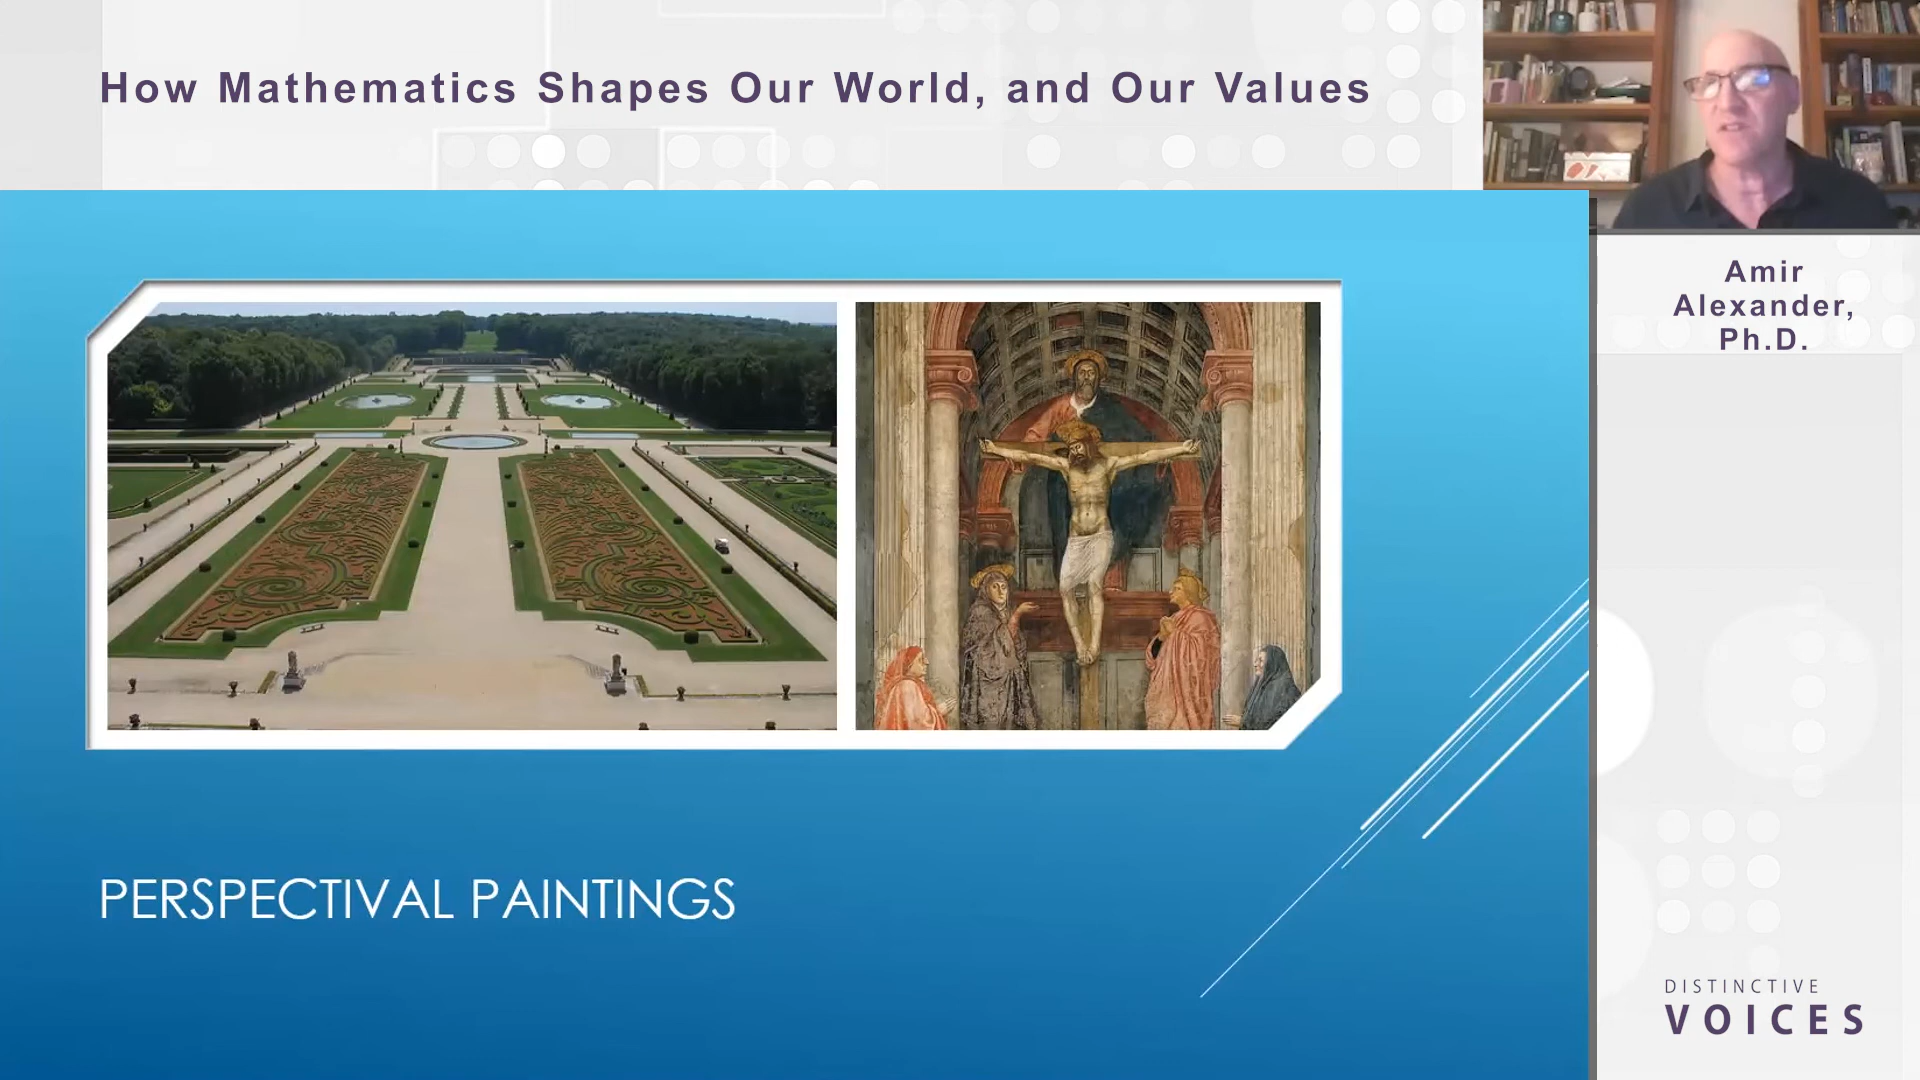 How Mathematics Shapes Our World, and Our Values
Amir
Alexander,
Ph.D.
PERSPECTIVAL PAINTINGS
DISTINCTIVE
VOICES